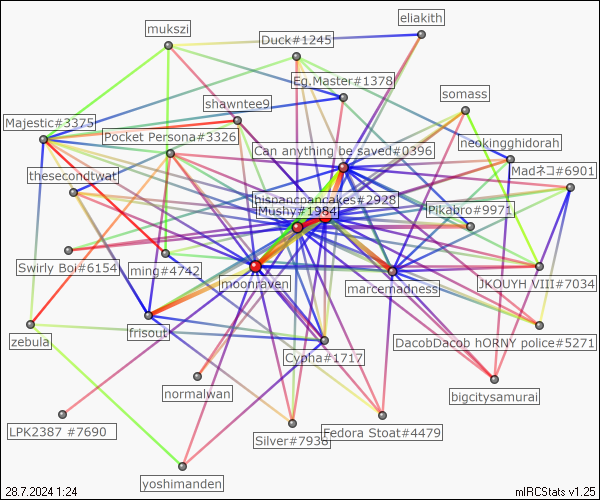 eliakith
mukszi
Duck#1245
Eg.Master#1378
somass
shawntee9
Majestic#3375
Pocket Persona#3326
neokingghidorah
Can anything be saved#0396
Madネコ#6901
thesecondtwat
hispanicpancakes#2928
Mushy#1984
Pikabro#9971
Swirly Boi#6154
ming#4742
moonraven
marcemadness
JKOUYH VIII#7034
frisout
zebula
DacobDacob hORNY police#5271
Cypha#1717
normalwan
bigcitysamurai
LPK2387 #7690
Silver#7936
Fedora Stoat#4479
yoshimanden
28.7.2024 1:24
mIRCStats v1.25